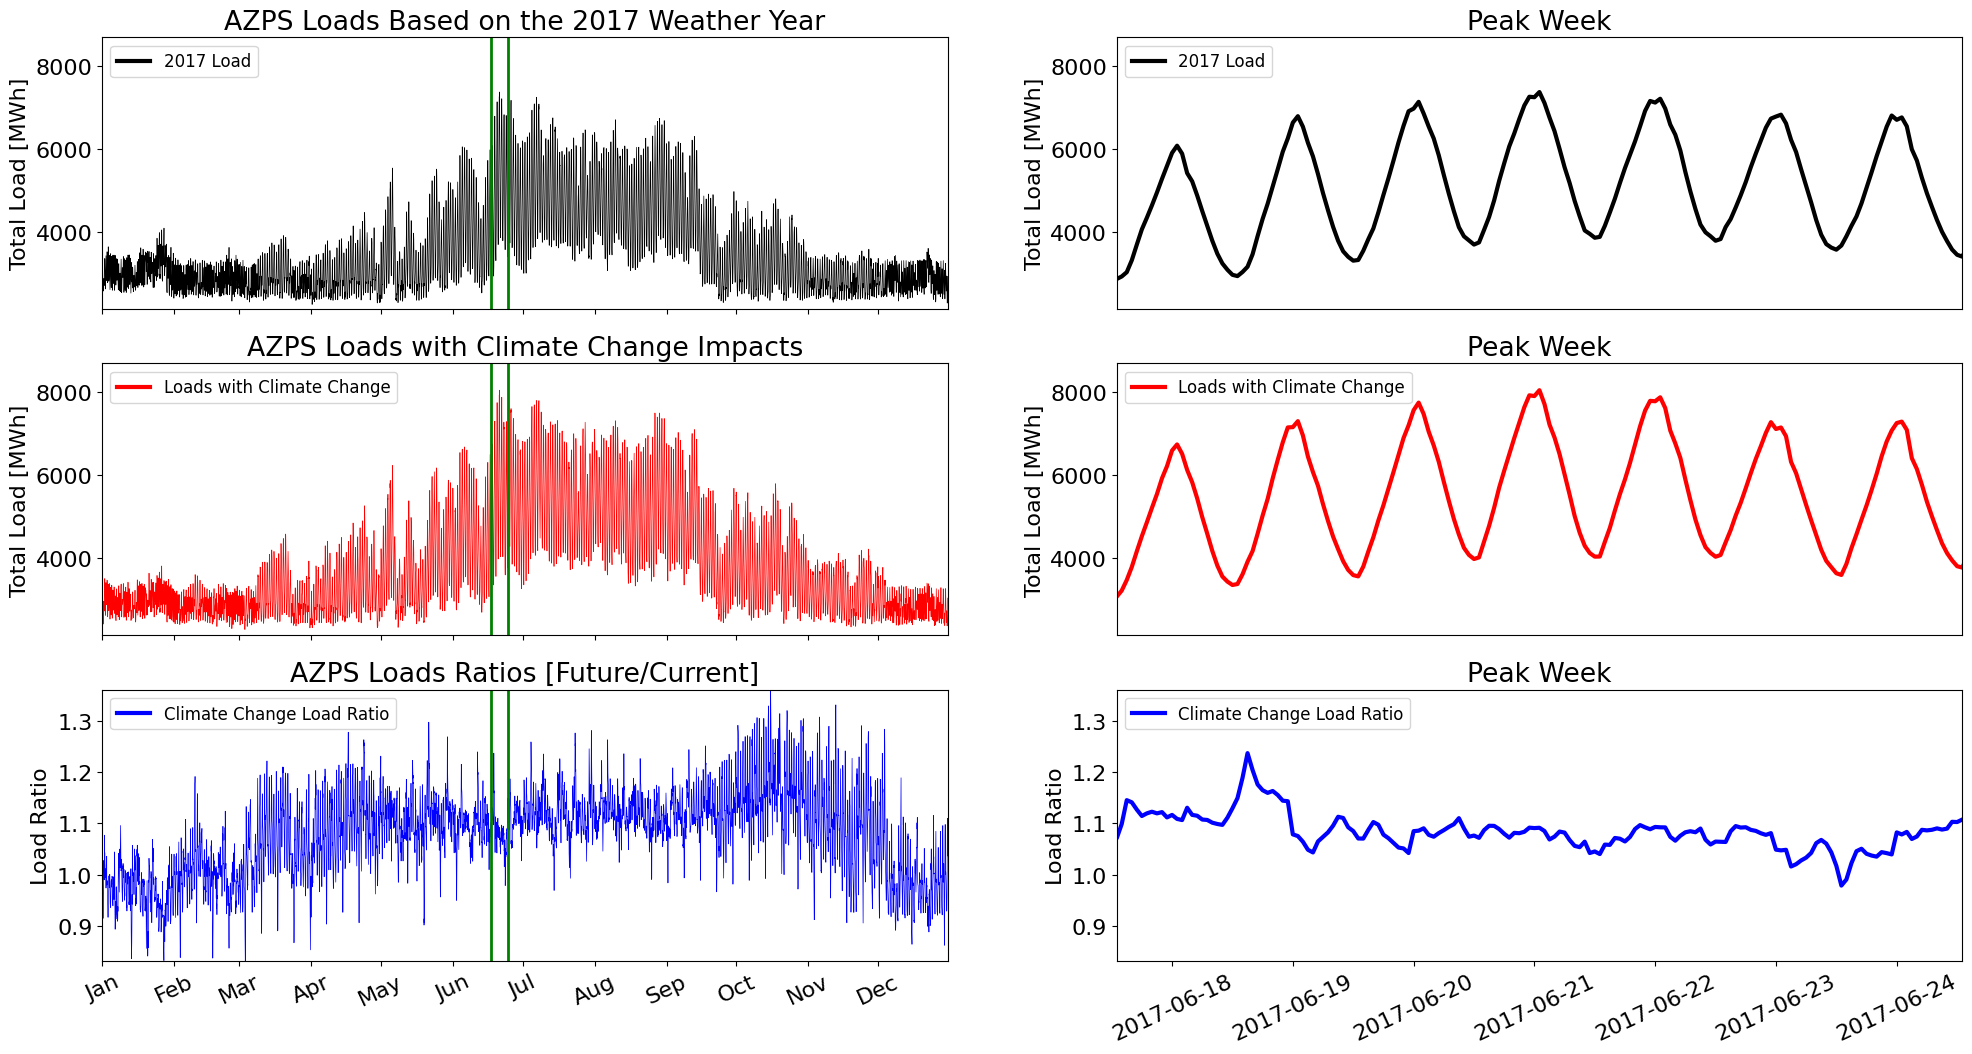 AZPS Loads Based on the 2017 Weather Year
Total Load [MWh]
8000
6000
4000
2017 Load
Peak Week
Total Load [MWh]
8000
6000
4000
2017 Load
AZPS Loads with Climate Change Impacts
Total Load [MWh]
8000
6000
4000
Loads with Climate Change
Peak Week
Total Load [MWh]
8000
6000
4000
Loads with Climate Change
AZPS Loads Ratios [Future/Current]
Load Ratio
1.3
1.2
1.1
1.0
0.9
Climate Change Load Ratio
Jan Feb Mar Apr May Jun Jul Aug Sep Oct Nov Dec
Peak Week
Load Ratio
1.3
1.2
1.1
1.0
0.9
Climate Change Load Ratio
2017-06-18 2017-06-19 2017-06-20 2017-06-21 2017-06-22 2017-06-23 2017-06-24